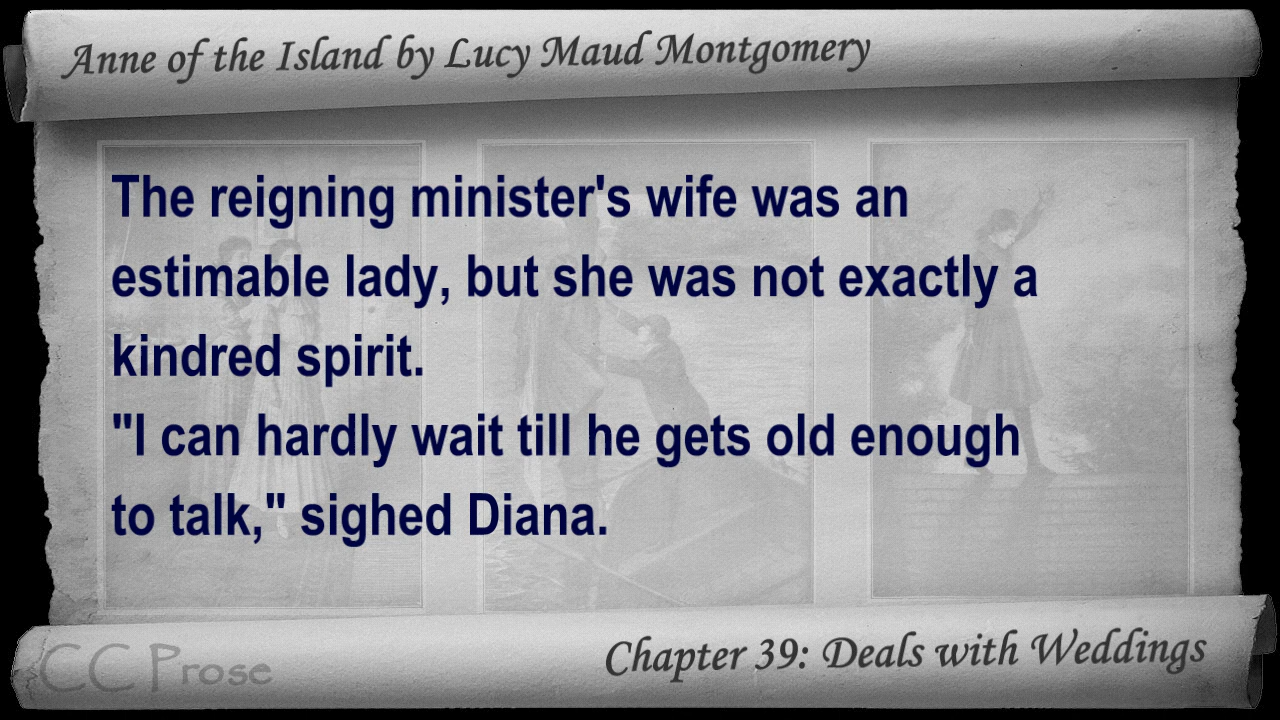 Anne of the Island by Lucy Maud Montgomery
The reigning minister's wife was an
estimable lady, but she was not exactly a
kindred spirit.
"I can hardly wait till he gets old enough
to talk," sighed Diana.
CC Prose
Chapter 39: Deals with Weddings